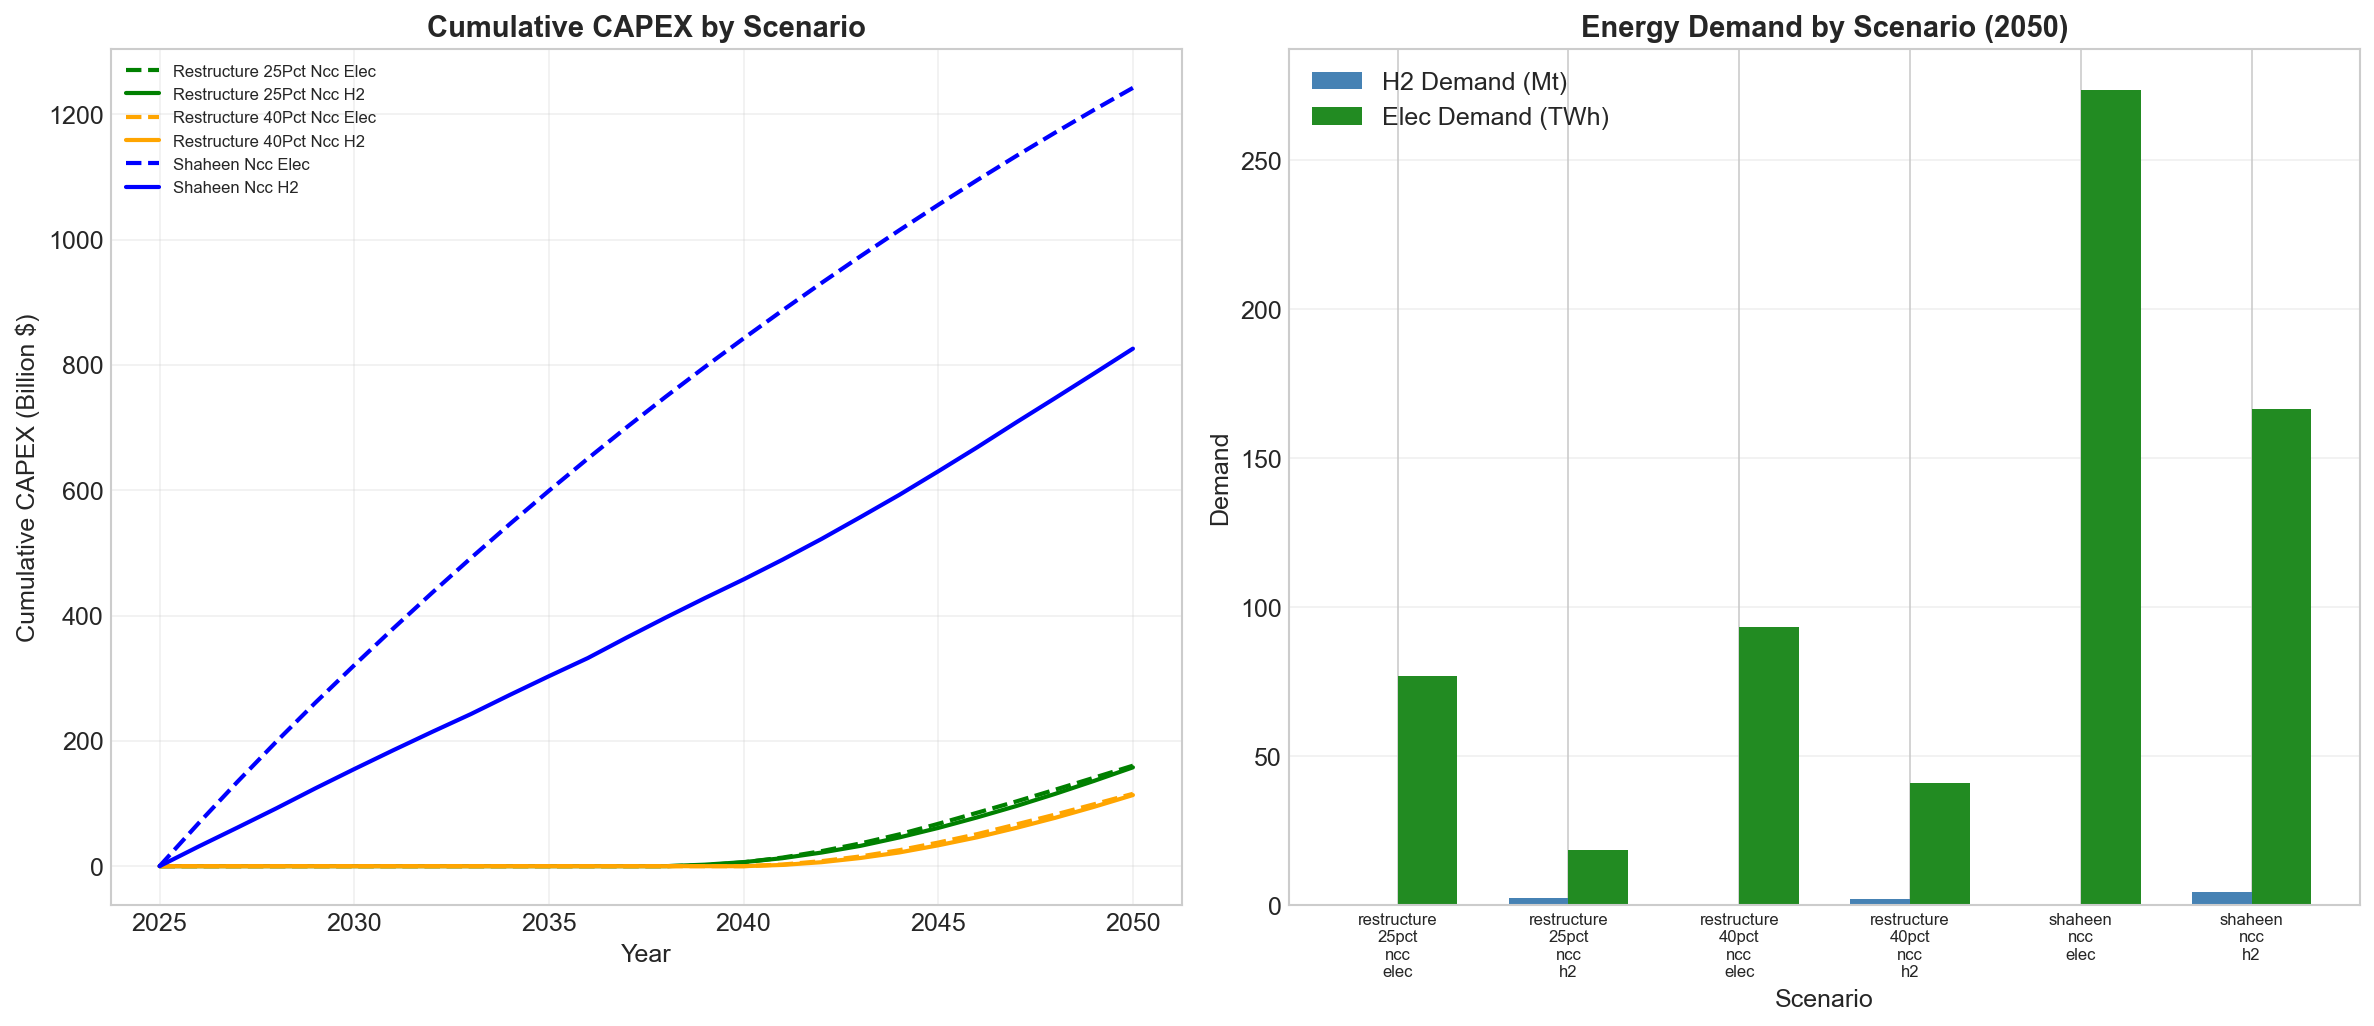 Cumulative CAPEX by Scenario
Restructure 25Pct Ncc Elec
Restructure 25Pct Ncc H2
Restructure 40Pct Ncc Elec
Restructure 40Pct Ncc H2
Shaheen Ncc Elec
Shaheen Ncc H2
Cumulative CAPEX (Billion $)
1200
1000
800
600
400
200
0
2025 2030 2035 2040 2045 2050
Year
Energy Demand by Scenario (2050)
H2 Demand (Mt)
Elec Demand (TWh)
Demand
250
200
150
100
50
0
restructure
25pct
ncc
elec
restructure
25pct
ncc
h2
restructure
40pct
ncc
elec
restructure
40pct
ncc
h2
shaheen
ncc
elec
shaheen
ncc
h2
Scenario